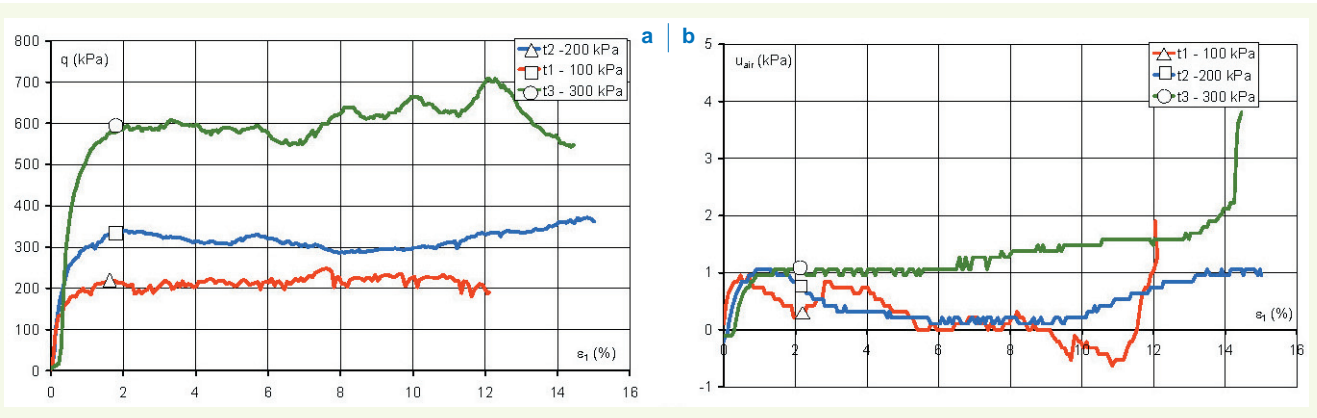 a b
q (kPa)
800
700
600
500
400
300
200
100
0
0 2 4 6 8 10 12 14 16
ε1 (%)
t2 -200 kPa
t1 - 100 kPa
t3 - 300 kPa
uair (kPa)
5
4
3
2
1
0
-1
0 2 4 6 8 10 12 14 16
ε1 (%)
t1 - 100 kPa
t2 -200 kPa
t3 - 300 kPa